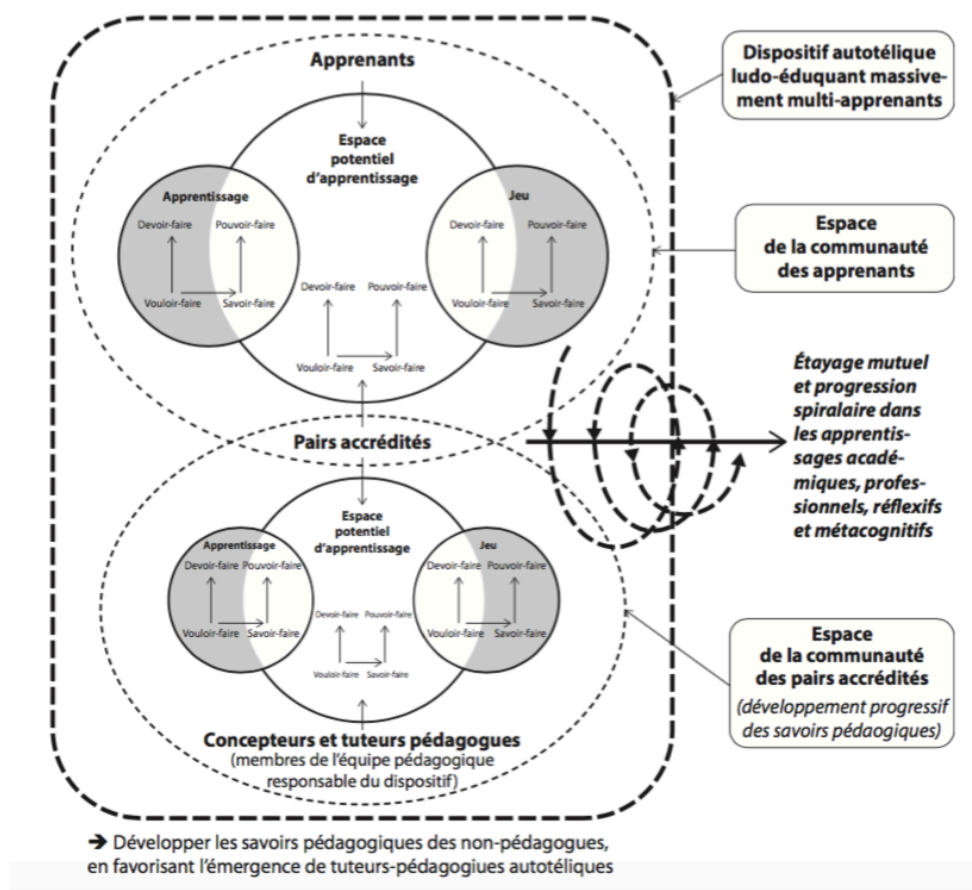 Apprenants
Espace
potentiel
d'apprentissage
Apprentissage
Devoir-faire Pouvoir-faire
Vouloir-faire Savoir-faire
Jeu
Devoir-faire Pouvoir-faire
Vouloir-faire Savoir-faire
Devoir-faire Pouvoir-faire
Vouloir-faire Savoir-faire
Pairs accrédités
Espace
potentiel
d'apprentissage
Apprentissage
Devoir-faire Pouvoir-faire
Vouloir-faire Savoir-faire
Jeu
Devoir-faire Pouvoir-faire
Vouloir-faire Savoir-faire
Devoir-faire Pouvoir-faire
Vouloir-faire Savoir-faire
Concepteurs et tuteurs pédagogues
(membres de l'équipe pédagogique
responsable du dispositif)
Dispositif autotélique
ludo-éduquant massive-
ment multi-apprenants
Espace
de la communauté
des apprenants
Étayage mutuel
et progression
spiralaire dans
les apprentis-
sages acadé-
miques, profes-
sionnels, réflexifs
et métacognitifs
Espace
de la communauté
des pairs accrédités
(développement progressif
des savoirs pédaogiques)
➔ Développer les savoirs pédagogiques des non-pédagogues,
en favorisant l'émergence de tuteurs-pédagogiues autotéliques